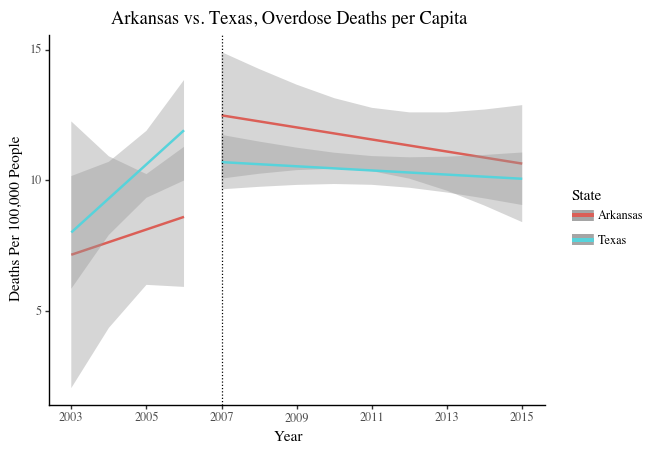 Arkansas vs. Texas, Overdose Deaths per Capita
15
10
5
Deaths Per 100,000 People
2003 2005 2007 2009 2011 2013 2015
Year
State
Arkansas
Texas